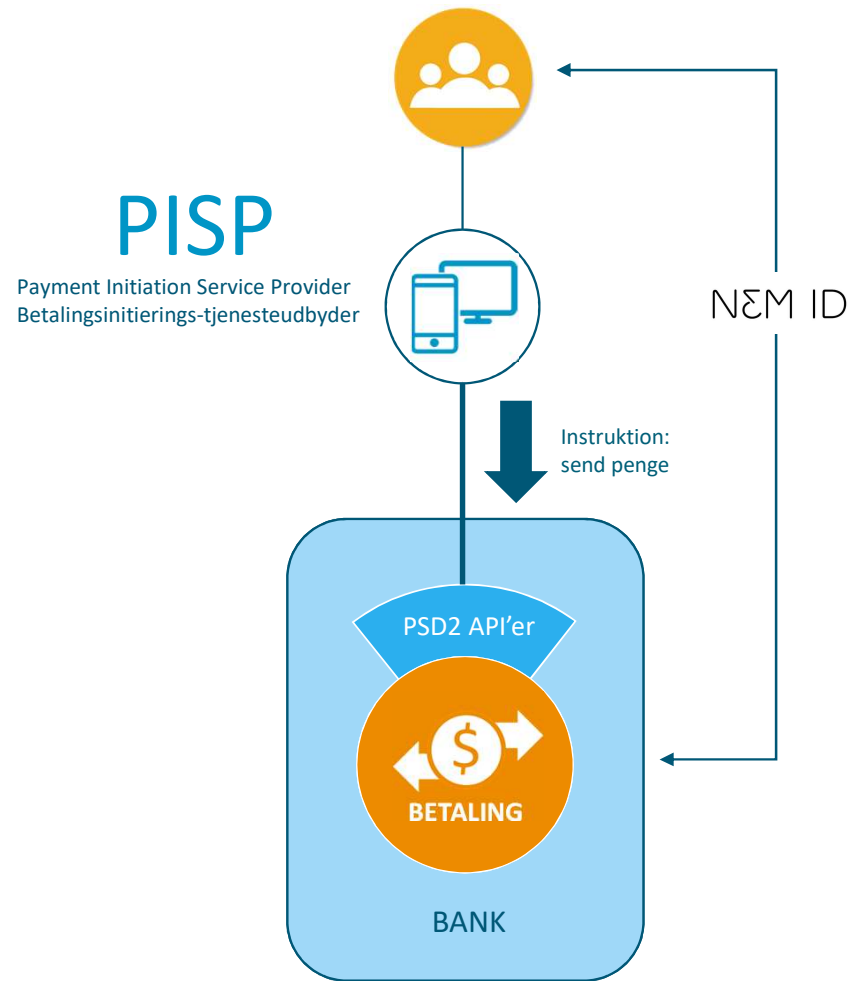 PISP
Payment Initiation Service Provider
Betalingsinitierings-tjenesteudbyder
NEM ID
Instruktion:
send penge
PSD2 API’er
$
BETALING
BANK